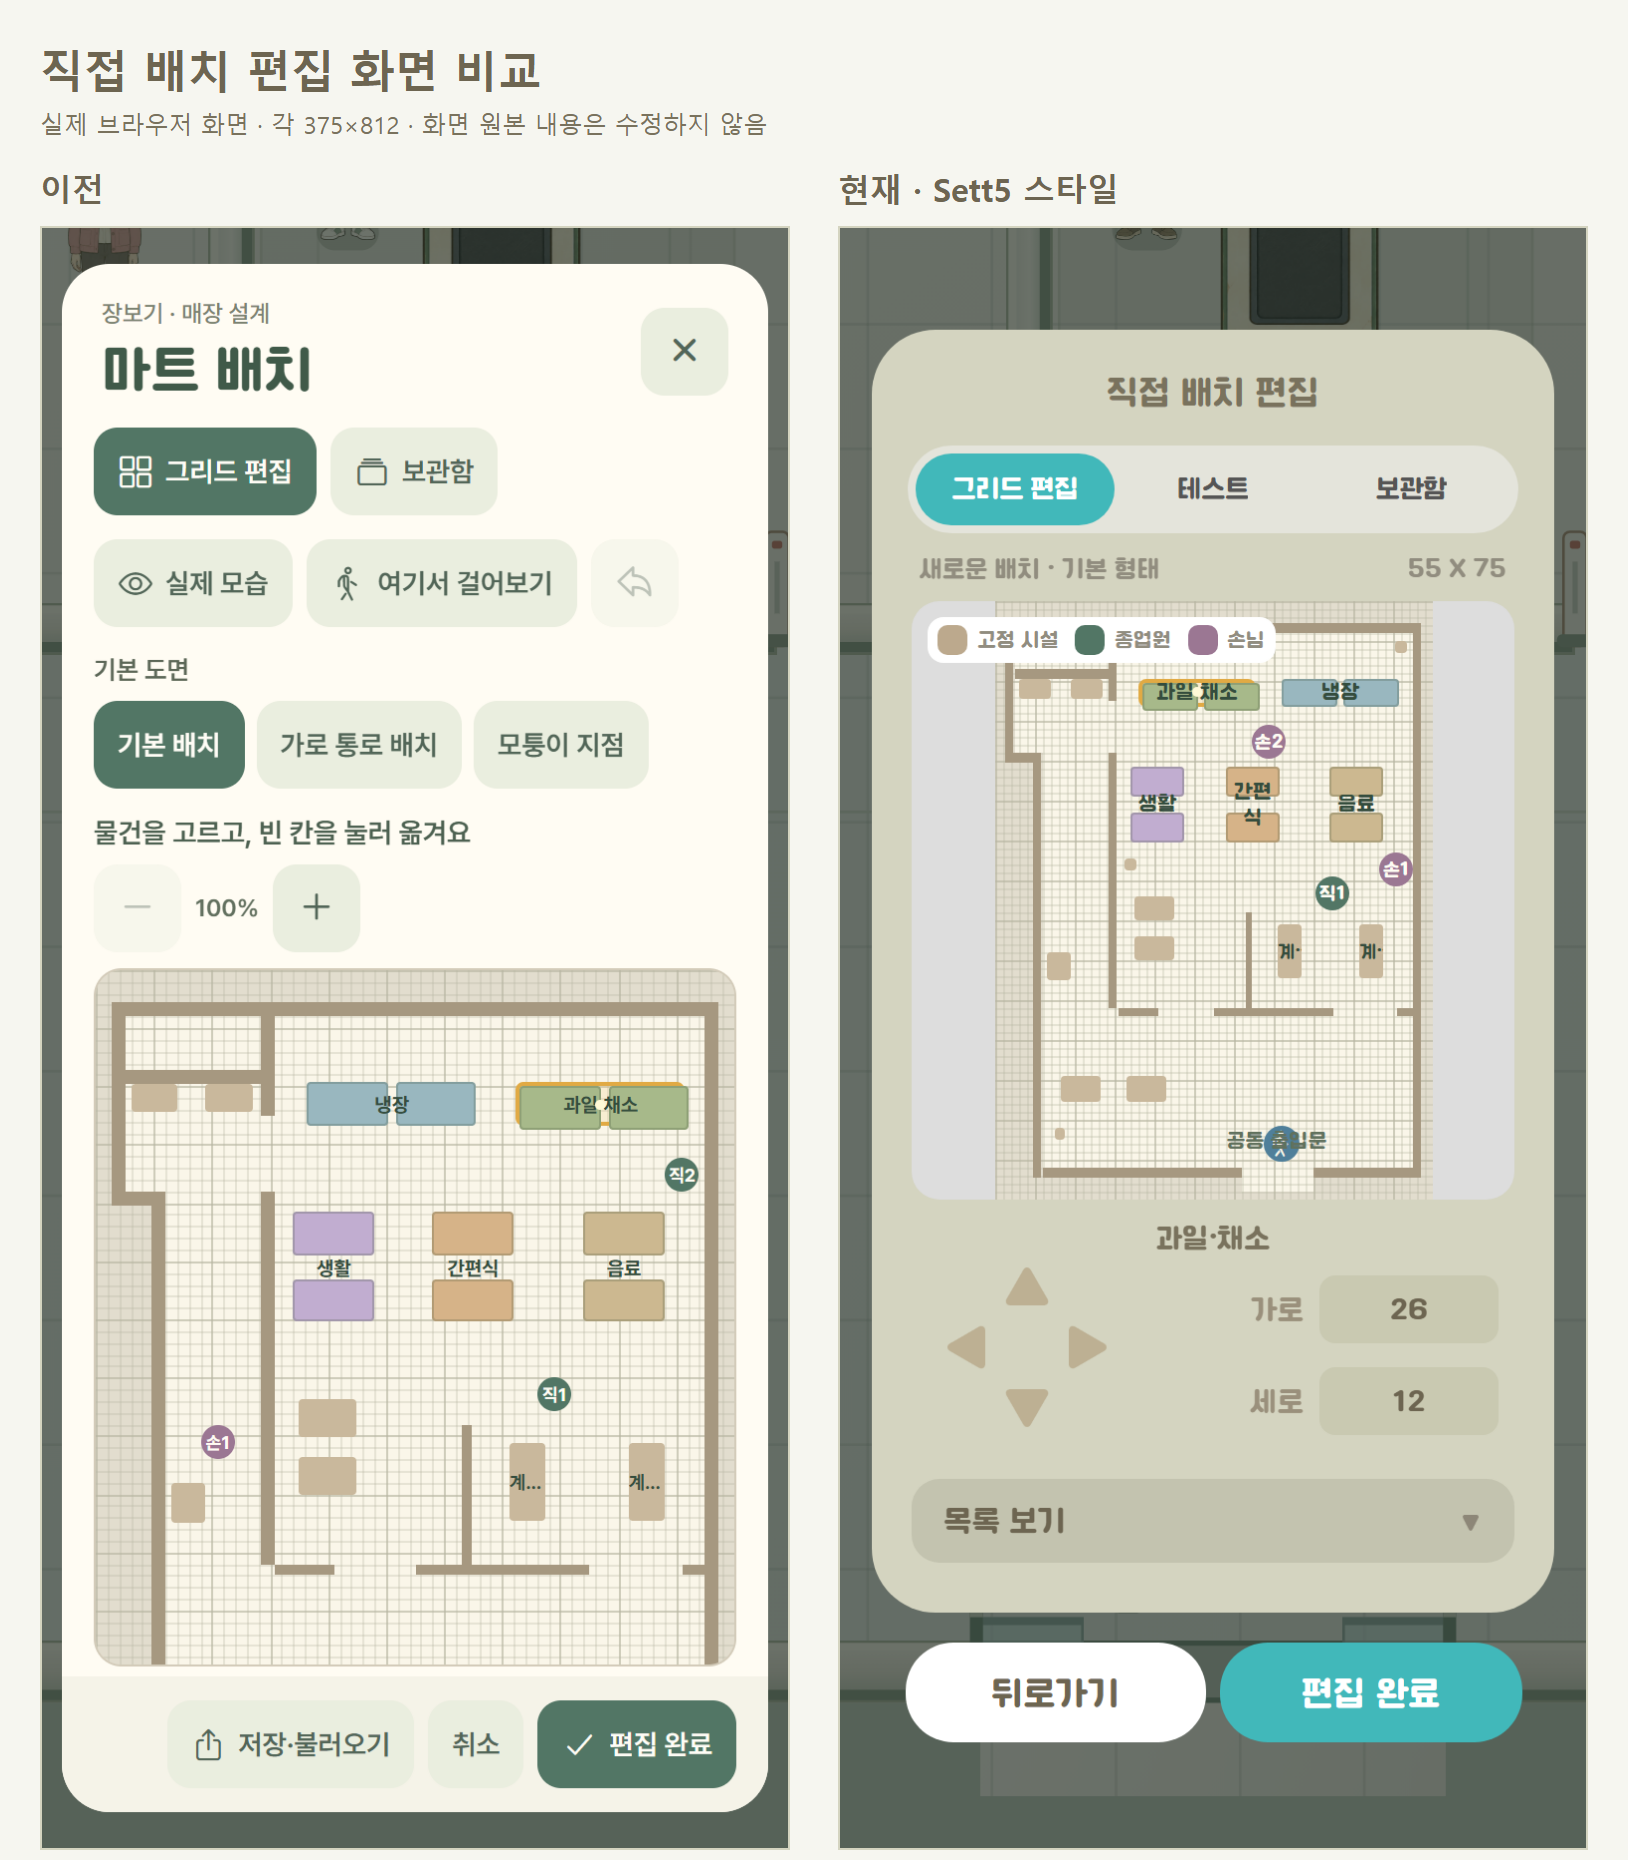 직접 배치 편집 화면 비교
실제 브라우저 화면 · 각 375×812 · 화면 원본 내용은 수정하지 않음
이전
장보기 · 매장 설계
마트 배치
그리드 편집
보관함
실제 모습
여기서 걸어보기
기본 도면
기본 배치
가로 통로 배치
모퉁이 지점
물건을 고르고, 빈 칸을 눌러 옮겨요
100%
냉장
과일 채소
직2
생활
간편식
음료
직1
손1
계...
계...
저장·불러오기
취소
편집 완료
현재 · Sett5 스타일
직접 배치 편집
그리드 편집
테스트
보관함
새로운 배치 · 기본 형태
55 X 75
고정 시설
종업원
손님
과일 채소
냉장
손2
생활
간편
식
음료
손1
직1
계·
계·
공동 출입문
과일·채소
가로
26
세로
12
목록 보기
뒤로가기
편집 완료